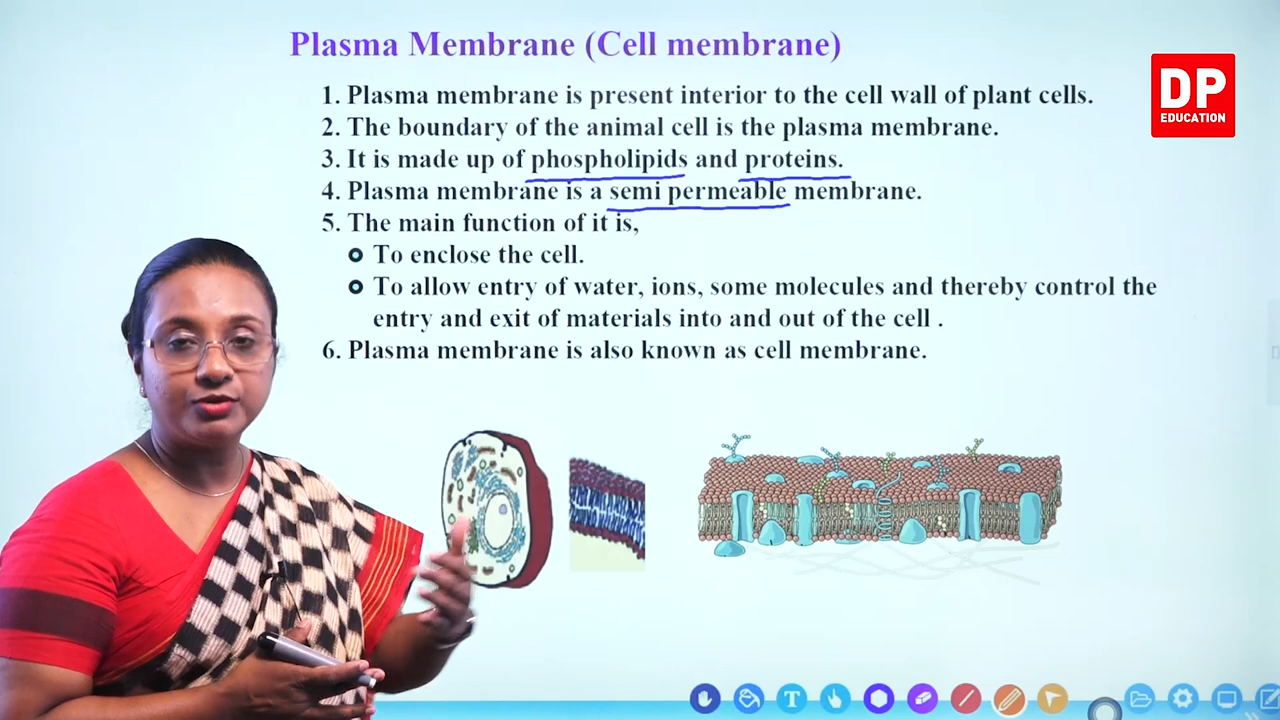 Plasma Membrane (Cell membrane)
DP
EDUCATION
1. Plasma membrane is present interior to the cell wall of plant cells.
2. The boundary of the animal cell is the plasma membrane.
3. It is made up of phospholipids and proteins.
4. Plasma membrane is a semi permeable membrane.
5. The main function of it is,
To enclose the cell.
To allow entry of water, ions, some molecules and thereby control the
entry and exit of materials into and out of the cell .
6. Plasma membrane is also known as cell membrane.